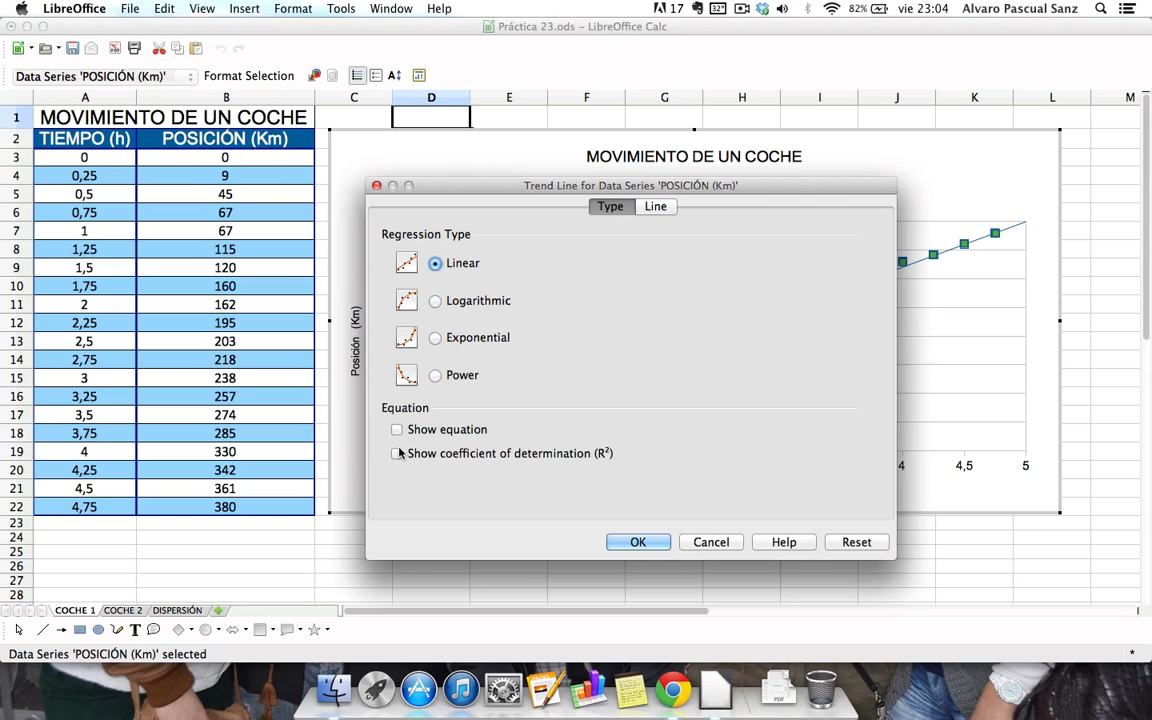 LibreOffice File Edit View Insert Format Tools Window Help 17 32° 82% vie 23:04 Alvaro Pascual Sanz
Práctica 23.ods – LibreOffice Calc
Data Series 'POSICIÓN (Km)' Format Selection
A B C D E F G H I J K L M
1 MOVIMIENTO DE UN COCHE
2 TIEMPO (h) POSICIÓN (Km)
3 0 0
4 0,25 9
5 0,5 45
6 0,75 67
7 1 67
8 1,25 115
9 1,5 120
10 1,75 160
11 2 162
12 2,25 195
13 2,5 203
14 2,75 218
15 3 238
16 3,25 257
17 3,5 274
18 3,75 285
19 4 330
20 4,25 342
21 4,5 361
22 4,75 380
23
24
25
26
27
28
MOVIMIENTO DE UN COCHE
Posición (Km)
4 4,5 5
Trend Line for Data Series 'POSICIÓN (Km)'
Type Line
Regression Type
Linear
Logarithmic
Exponential
Power
Equation
Show equation
Show coefficient of determination (R²)
OK Cancel Help Reset
COCHE 1 COCHE 2 DISPERSIÓN
Data Series 'POSICIÓN (Km)' selected *